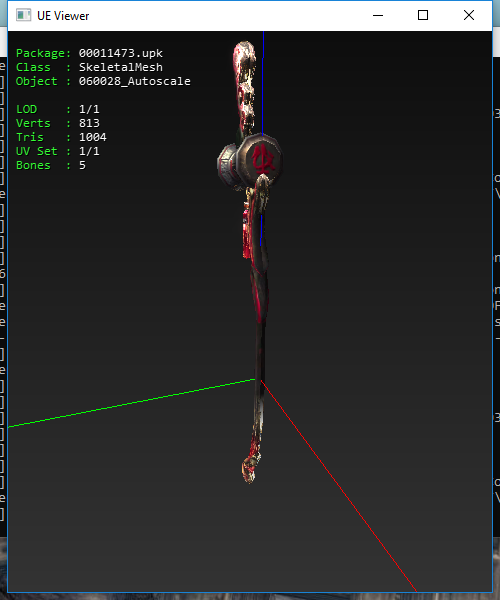 UE Viewer
Package: 00011473.upk
Class : SkeletalMesh
Object : 060028_Autoscale
LOD : 1/1
Verts : 813
Tris : 1004
UV Set : 1/1
Bones : 5